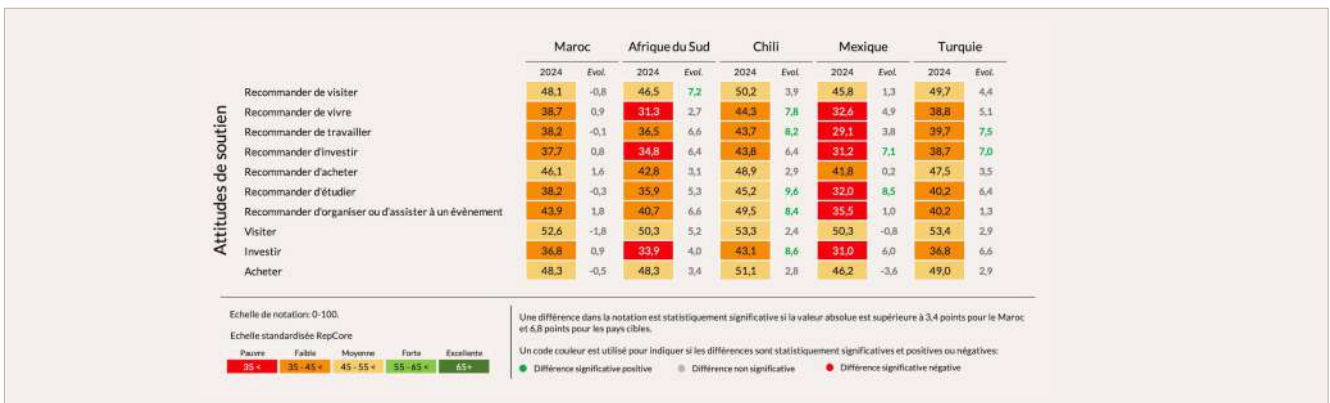 Maroc Afrique du Sud Chili Mexique Turquie
2024 Evol. 2024 Evol. 2024 Evol. 2024 Evol. 2024 Evol.
Attitudes de soutien
Recommander de visiter 48,1 -0,8 46,5 7,2 50,2 3,9 45,8 1,3 49,7 4,4
Recommander de vivre 38,7 0,9 31,3 2,7 44,3 7,8 32,6 4,9 38,8 5,1
Recommander de travailler 38,2 -0,1 36,5 6,6 43,7 8,2 29,1 3,8 39,7 7,5
Recommander d'investir 37,7 0,8 34,8 6,4 43,8 6,4 31,2 7,1 38,7 7,0
Recommander d'acheter 46,1 1,6 42,8 3,1 48,9 2,9 41,8 0,2 47,5 3,5
Recommander d'étudier 38,2 -0,3 35,9 5,3 45,2 9,6 32,0 8,5 40,2 6,4
Recommander d'organiser ou d'assister à un évènement 43,9 1,8 40,7 6,6 49,5 8,4 35,5 1,0 40,2 1,3
Visiter 52,6 -1,8 50,3 5,2 53,3 2,4 50,3 -0,8 53,4 2,9
Investir 36,8 0,9 33,9 4,0 43,1 8,6 31,0 6,0 36,8 6,6
Acheter 48,3 -0,5 48,3 3,4 51,1 2,8 46,2 -3,6 49,0 2,9
Echelle de notation: 0-100.
Echelle standardisée RepCore
Pauvre Faible Moyenne Forte Excellente
35 < 35 - 45 < 45 - 55 < 55 - 65 < 65+
Une différence dans la notation est statistiquement significative si la valeur absolue est supérieure à 3,4 points pour le Maroc
et 6,8 points pour les pays cibles.
Un code couleur est utilisé pour indiquer si les différences sont statistiquement significatives et positives ou négatives:
Différence significative positive Différence non significative Différence significative négative